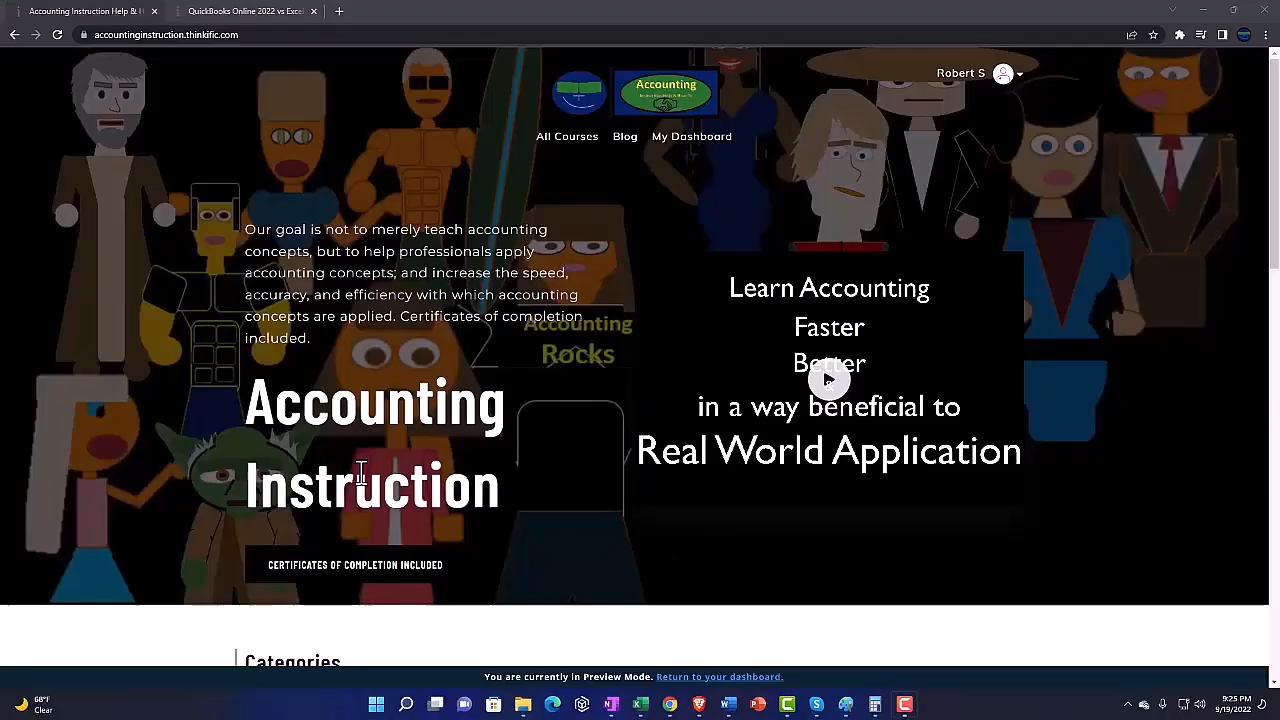 Accounting Instruction Help & H
QuickBooks Online 2022 vs Excel
accountinginstruction.thinkific.com
Accounting
Robert S
All Courses Blog My Dashboard
Our goal is not to merely teach accounting
concepts, but to help professionals apply
accounting concepts; and increase the speed,
accuracy, and efficiency with which accounting
concepts are applied. Certificates of completion
included.
Accounting
Rocks
Accounting
Instruction
CERTIFICATES OF COMPLETION INCLUDED
Learn Accounting
Faster
Better
&
in a way beneficial to
Real World Application
Categories
You are currently in Preview Mode. Return to your dashboard.
68°F
Clear
9:25 PM
9/19/2022